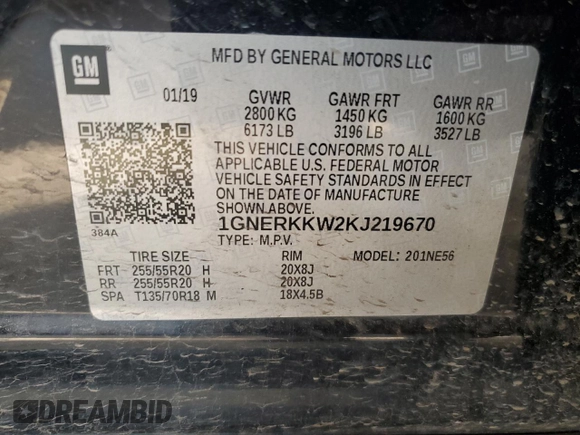 GM
MFD BY GENERAL MOTORS LLC
01/19 GVWR GAWR FRT GAWR RR
2800 KG 1450 KG 1600 KG
6173 LB 3196 LB 3527 LB
THIS VEHICLE CONFORMS TO ALL
APPLICABLE U.S. FEDERAL MOTOR
VEHICLE SAFETY STANDARDS IN EFFECT
ON THE DATE OF MANUFACTURE
SHOWN ABOVE.
384A
1GNERKKW2KJ219670
TYPE: M.P.V.
TIRE SIZE RIM 201NE56
FRT 255/55R20 H 20X8J
RR 255/55R20 H 20X8J
SPA T135/70R18 M 18X4.5B
DREAMBID